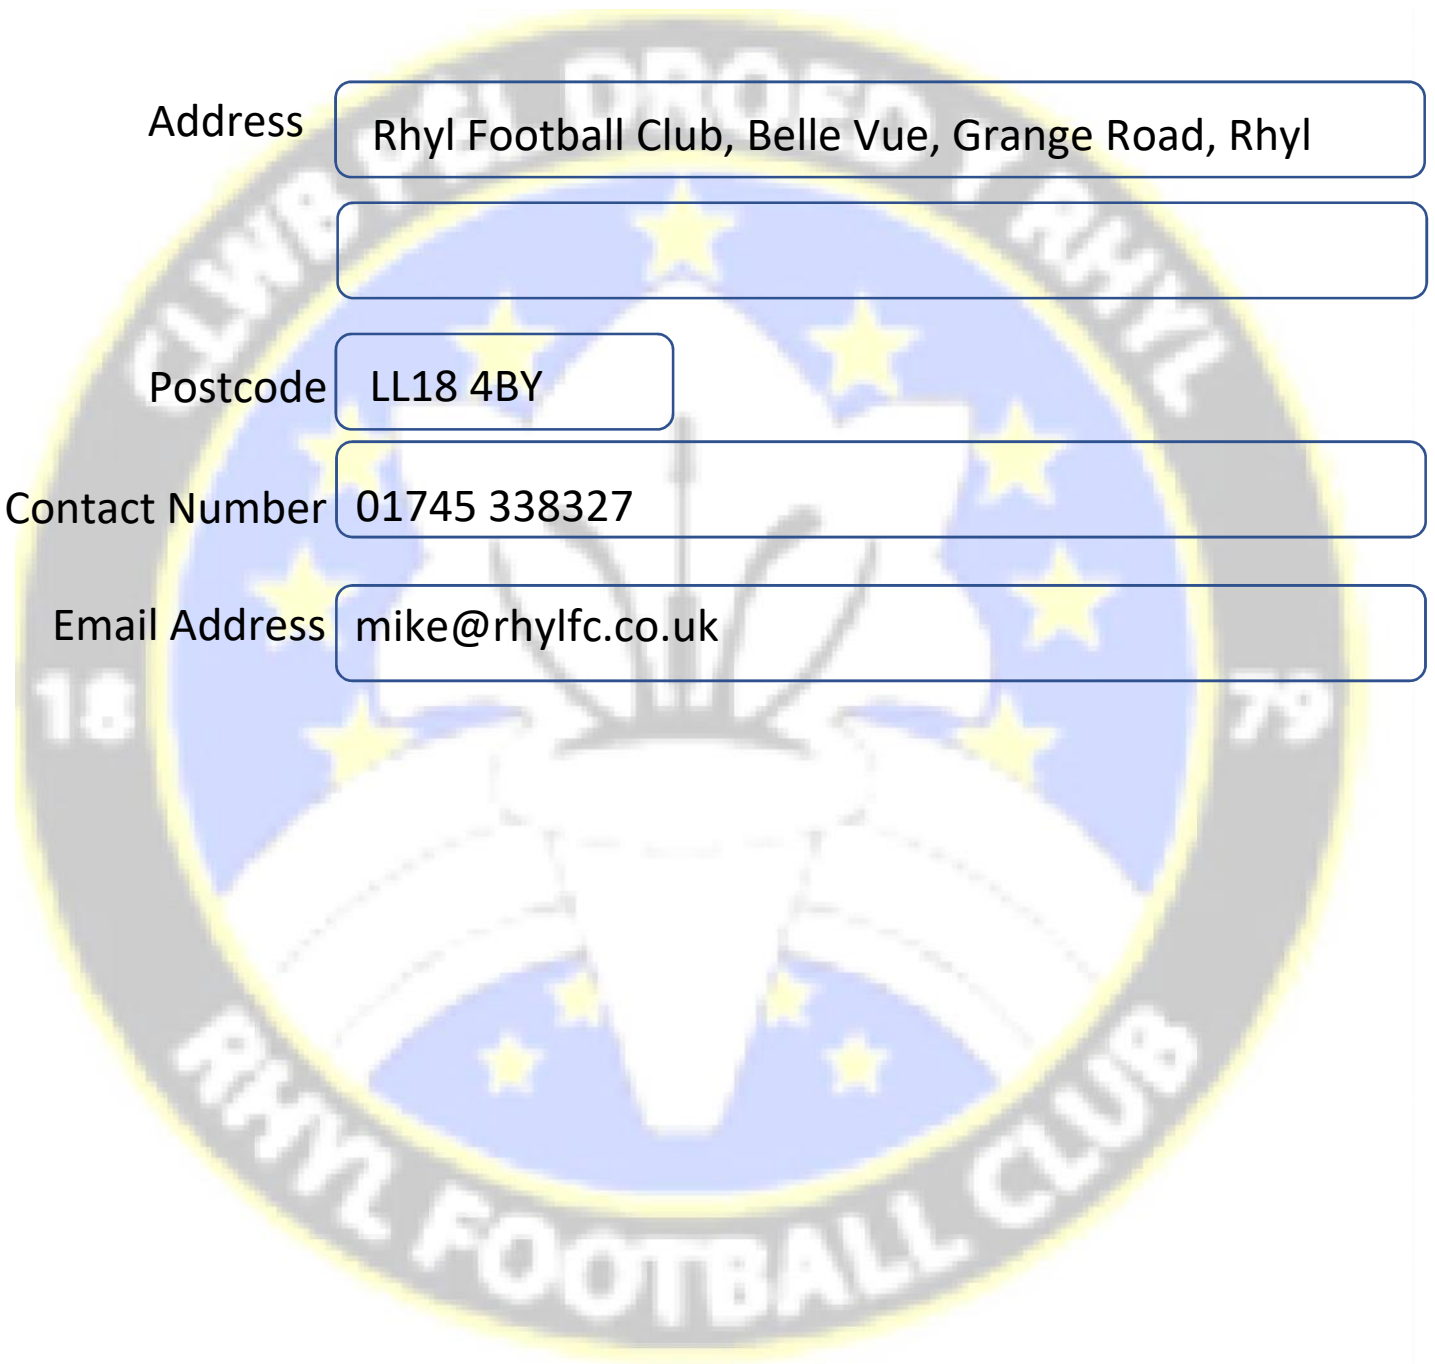 CLWB PÊL DROED Y RHYL
Address Rhyl Football Club, Belle Vue, Grange Road, Rhyl
Postcode LL18 4BY
Contact Number 01745 338327
Email Address mike@rhylfc.co.uk
18 79
RHYL FOOTBALL CLUB